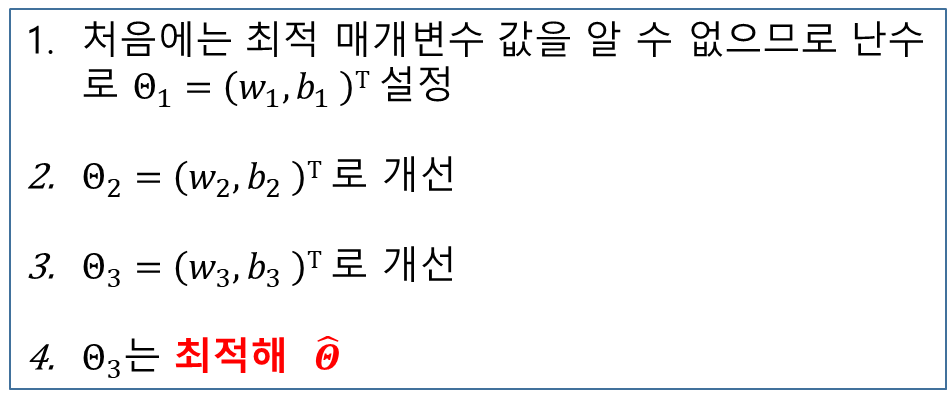 1. 처음에는 최적 매개변수 값을 알 수 없으므로 난수
로 Θ₁ = (w₁, b₁ )ᵀ 설정
2. Θ₂ = (w₂, b₂ )ᵀ 로 개선
3. Θ₃ = (w₃, b₃ )ᵀ 로 개선
4. Θ₃는 최적해 Θ̂